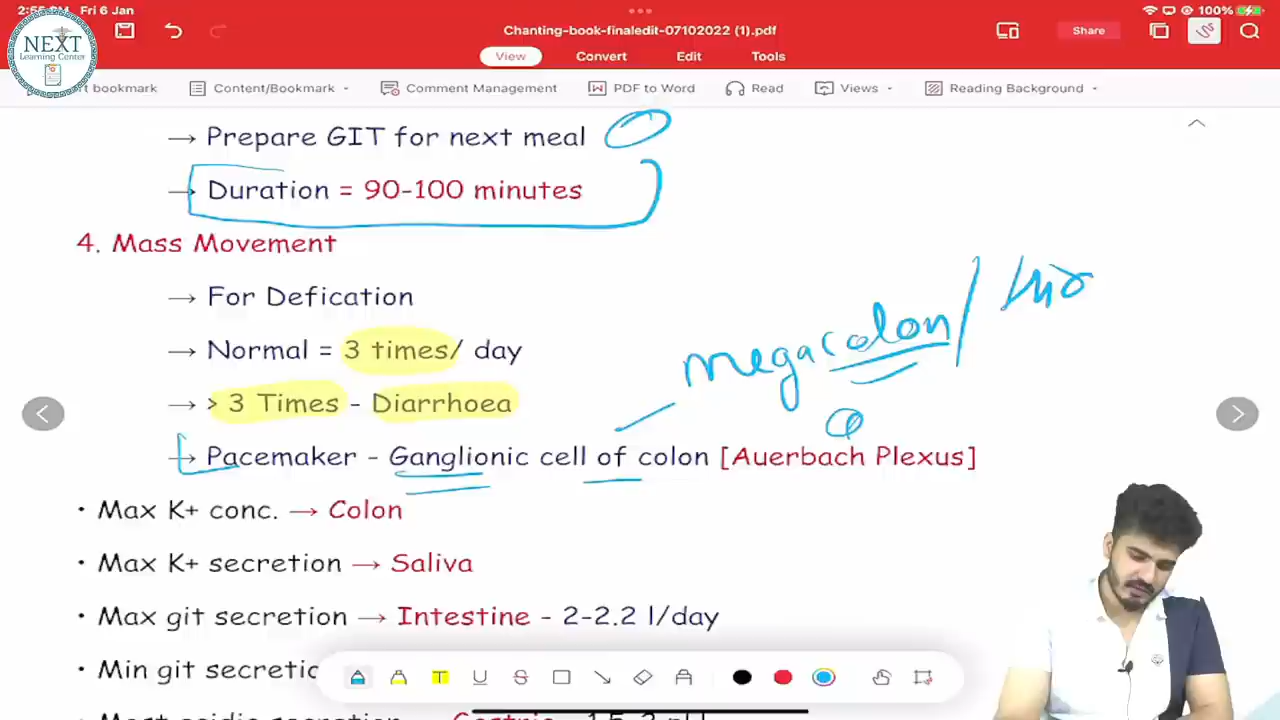 2:55 PM Fri 6 Jan
100%
NEXT
Learning Center
Chanting-book-finaledit-07102022 (1).pdf
Share
View Convert Edit Tools
bookmark Content/Bookmark Comment Management PDF to Word Read Views Reading Background
→ Prepare GIT for next meal
→ Duration = 90-100 minutes
4. Mass Movement
→ For Defication
→ Normal = 3 times/ day
→ > 3 Times - Diarrhoea
megacolon/
→ Pacemaker - Ganglionic cell of colon [Auerbach Plexus]
• Max K+ conc. → Colon
• Max K+ secretion → Saliva
• Max git secretion → Intestine - 2-2.2 l/day
• Min git
T U S